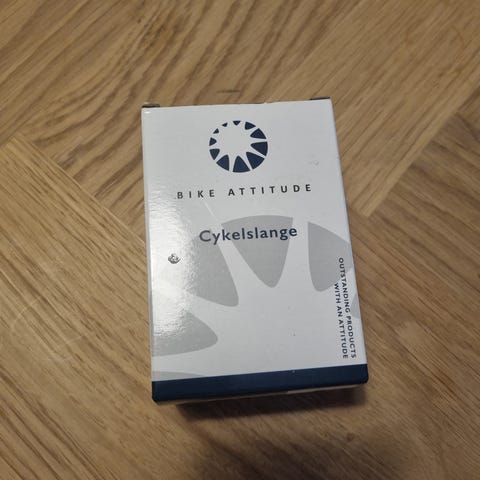 BIKE ATTITUDE
Cykelslange
OUTSTANDING PRODUCTS
WITH AN ATTITUDE